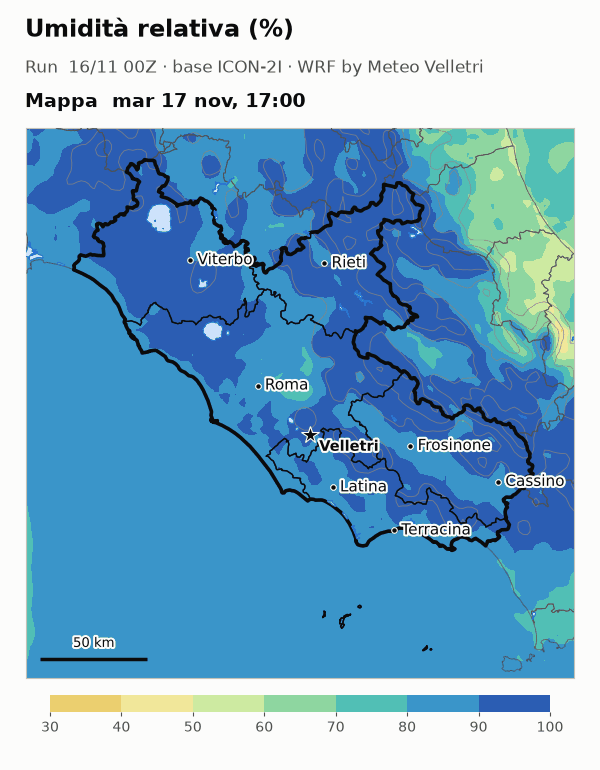 Umidità relativa (%)
Run  16/11 00Z · base ICON-2I · WRF by Meteo Velletri
Mappa  mar 17 nov, 17:00
Viterbo
Rieti
Roma
Velletri
Frosinone
Latina
Cassino
Terracina
50 km
30 40 50 60 70 80 90 100